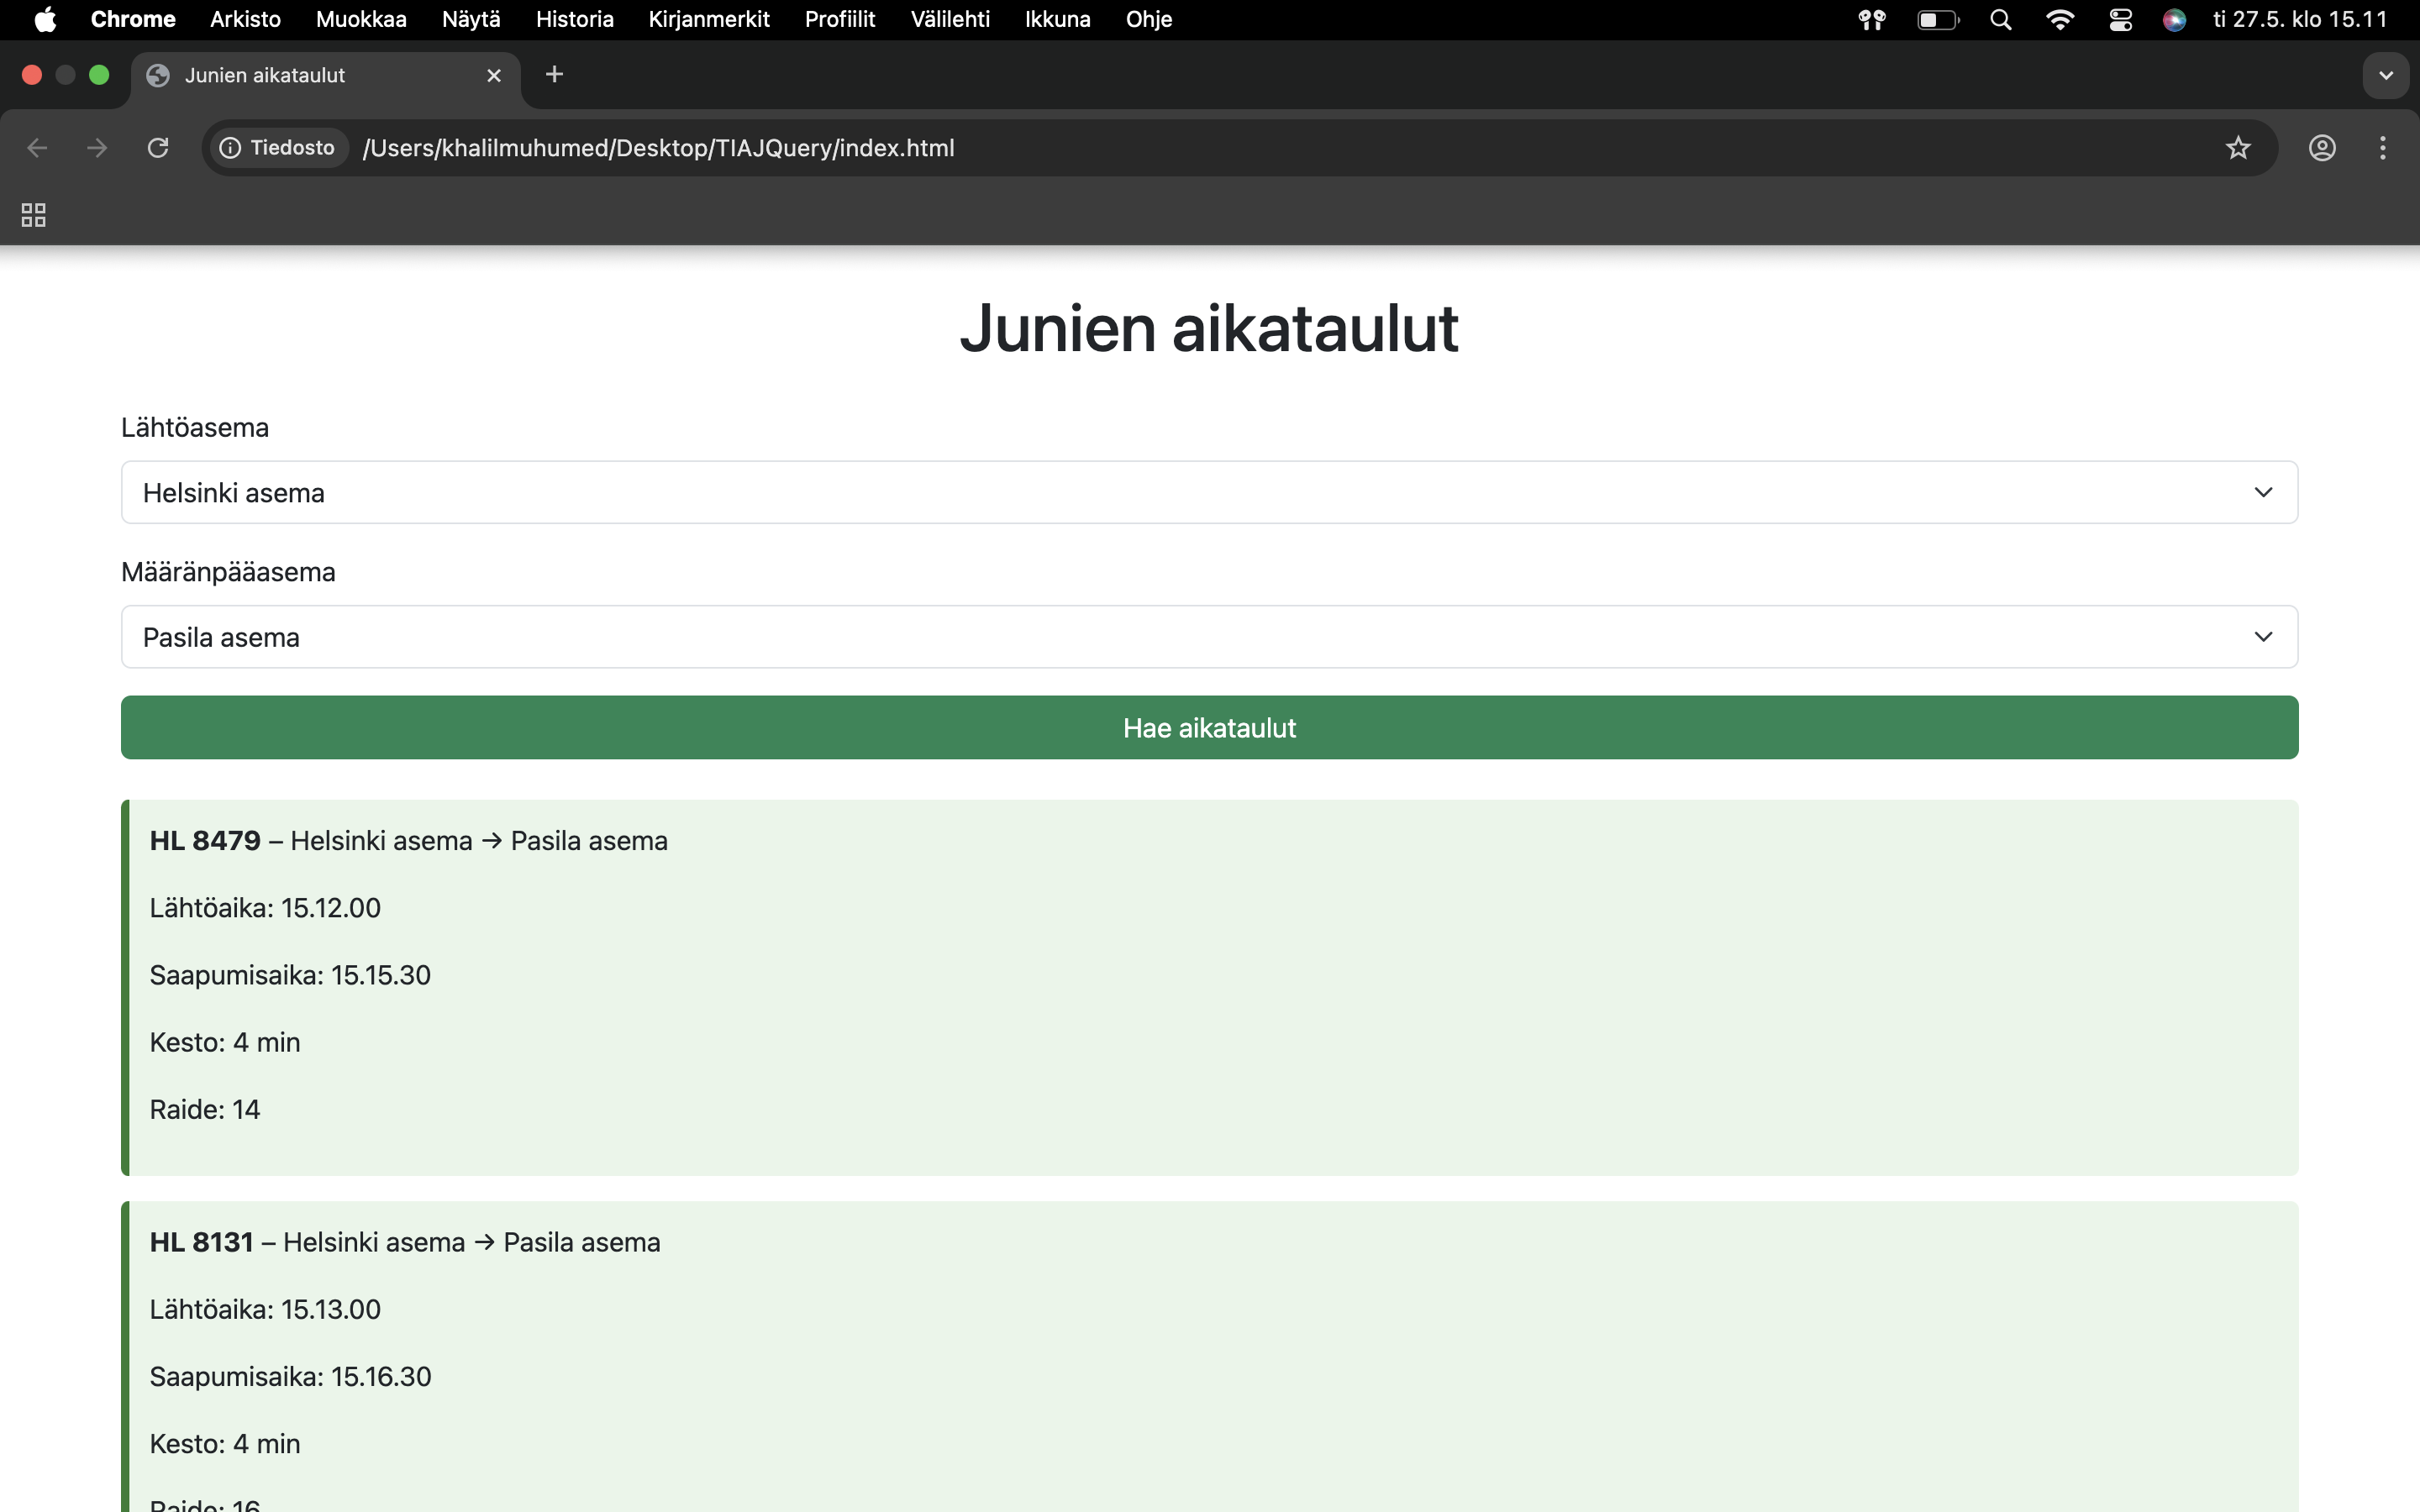 Chrome Arkisto Muokkaa Näytä Historia Kirjanmerkit Profiilit Välilehti Ikkuna Ohje ti 27.5. klo 15.11
Junien aikataulut
Tiedosto /Users/khalilmuhumed/Desktop/TIAJQuery/index.html
Junien aikataulut
Lähtöasema
Helsinki asema
Määränpääasema
Pasila asema
Hae aikataulut
HL 8479 – Helsinki asema → Pasila asema
Lähtöaika: 15.12.00
Saapumisaika: 15.15.30
Kesto: 4 min
Raide: 14
HL 8131 – Helsinki asema → Pasila asema
Lähtöaika: 15.13.00
Saapumisaika: 15.16.30
Kesto: 4 min
Raide: 16